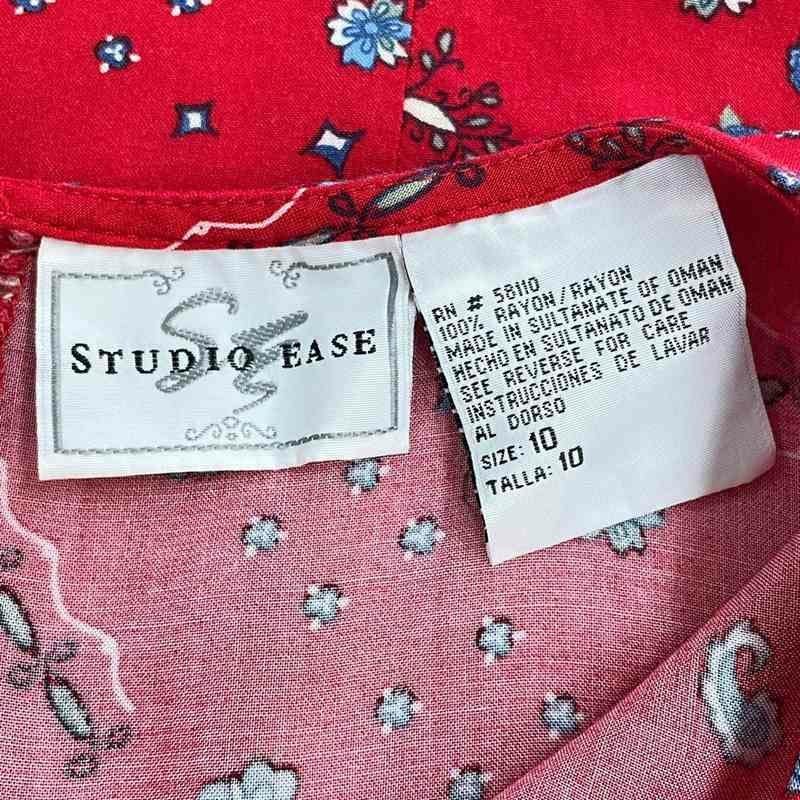 STUDIO EASE
RN # 58110
100% RAYON/RAYON
MADE IN SULTANATE OF OMAN
HECHO EN SULTANATO DE OMAN
SEE REVERSE FOR CARE
INSTRUCCIONES DE LAVAR
AL DORSO
SIZE: 10
TALLA: 10